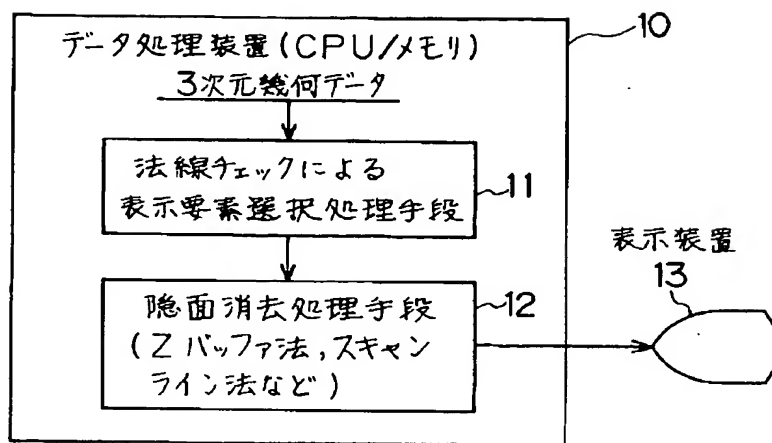 データ処理装置(CPU/メモリ)
10
3次元幾何データ
法線チェックによる
表示要素選択処理手段
11
表示装置
13
隠面消去処理手段
12
(Zバッファ法,スキャン
ライン法など)